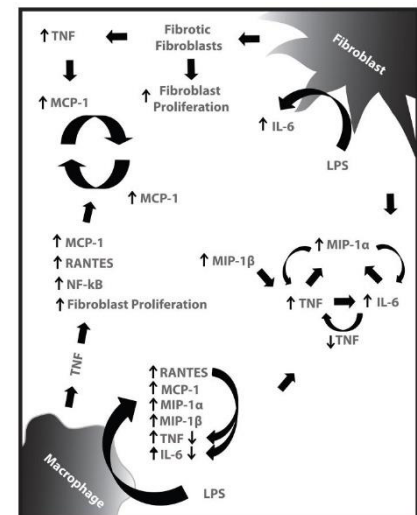 ↑ TNF
Fibrotic
Fibroblasts
Fibroblast
↑ MCP-1
↑ Fibroblast
Proliferation
↑ IL-6
LPS
↑ MCP-1
↑ MCP-1
↑ RANTES
↑ NF-kB
↑ Fibroblast Proliferation
↑ MIP-1β
↑ MIP-1α
↑ TNF
↑ IL-6
↓TNF
TNF
↑ RANTES
↑ MCP-1
↑ MIP-1α
↑ MIP-1β
↑ TNF ↓
↑ IL-6 ↓
LPS
Macrophage